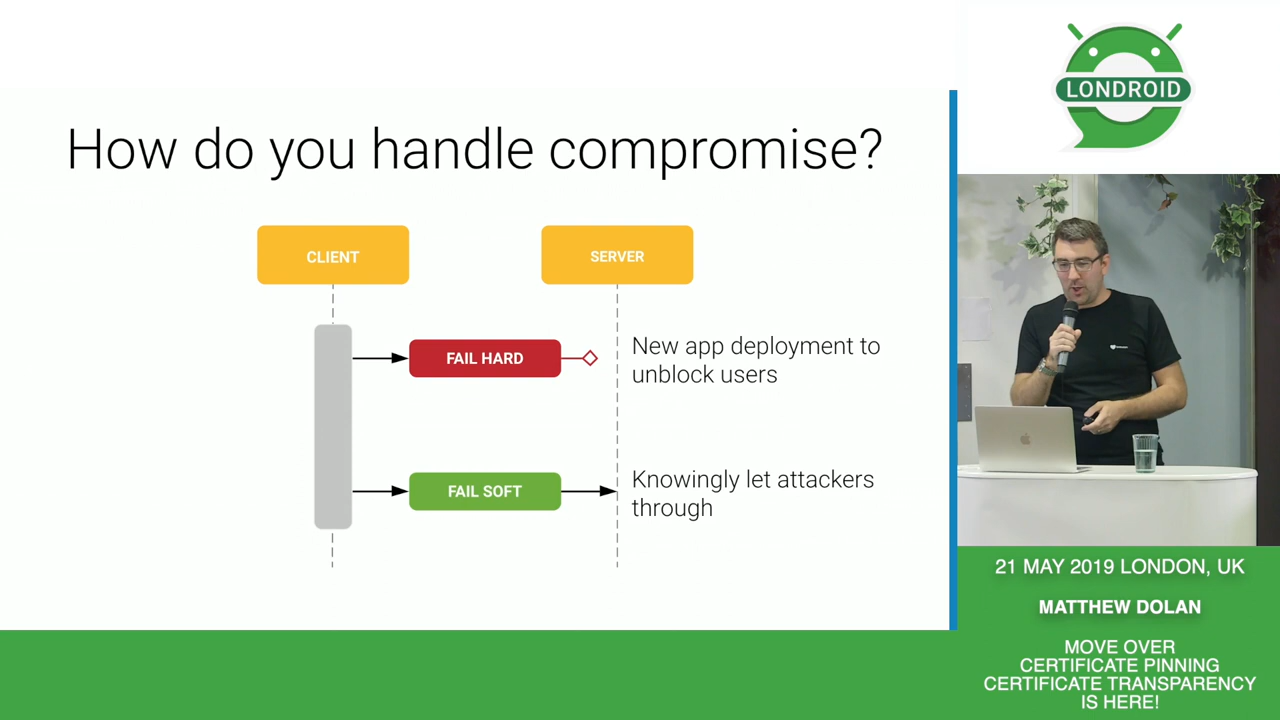 How do you handle compromise?
CLIENT
SERVER
FAIL HARD
New app deployment to
unblock users
FAIL SOFT
Knowingly let attackers
through
LONDROID
21 MAY 2019 LONDON, UK
MATTHEW DOLAN
MOVE OVER
CERTIFICATE PINNING
CERTIFICATE TRANSPARENCY
IS HERE!